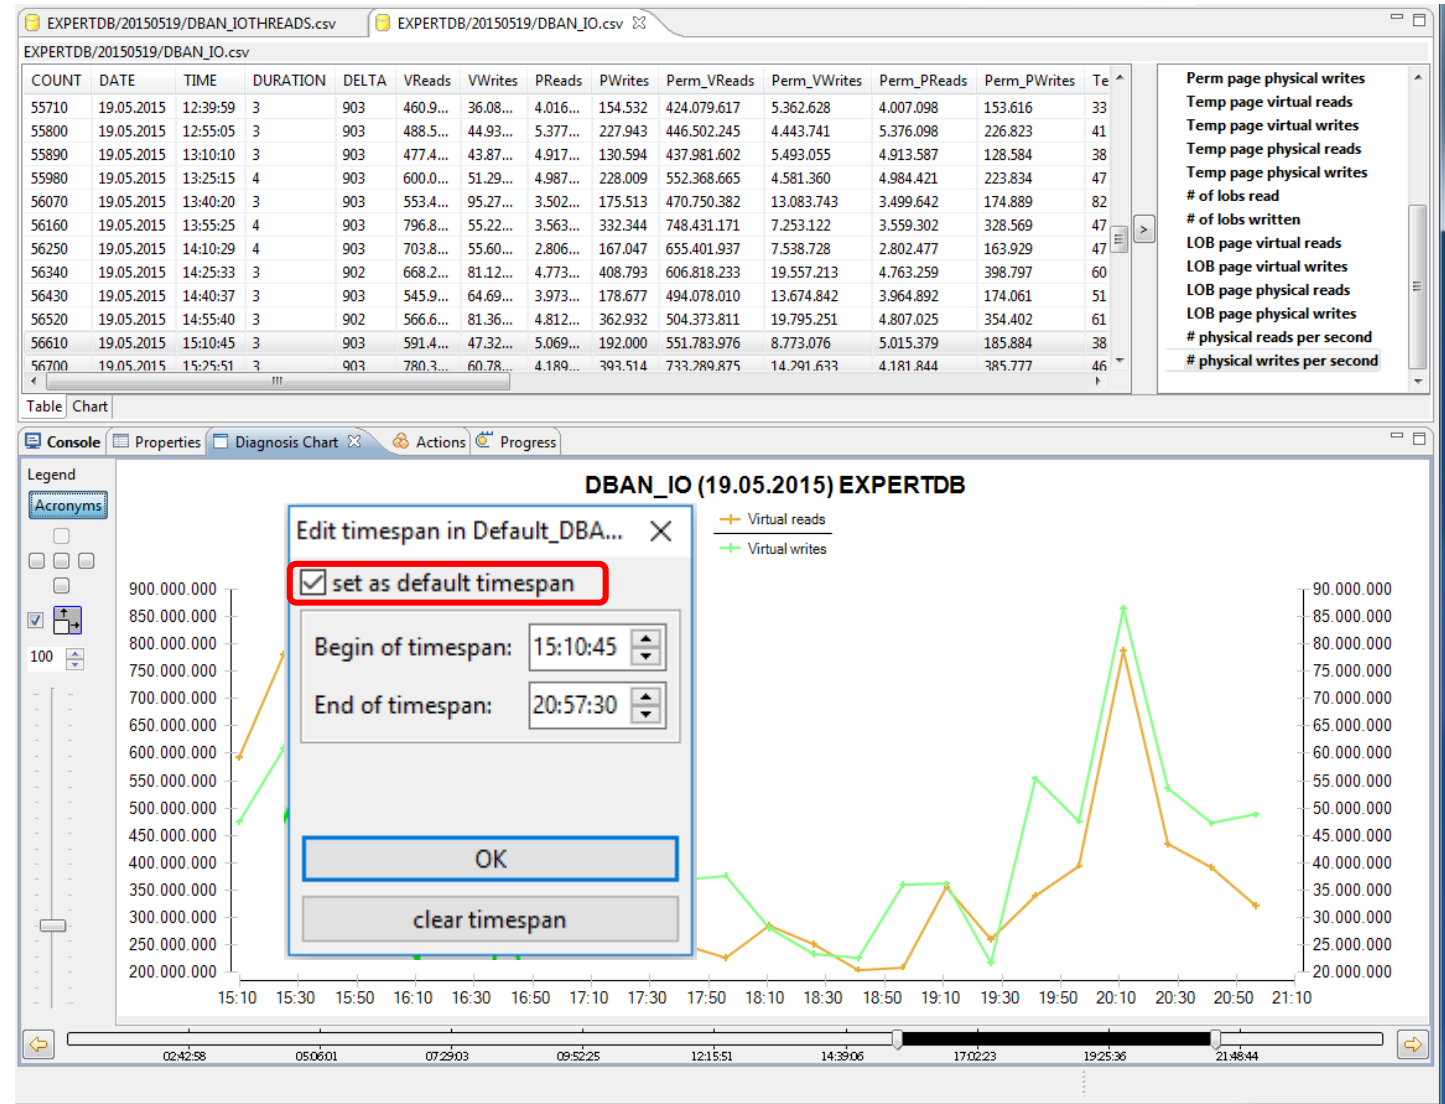 EXPERTDB/20150519/DBAN_IOTHREADS.csv EXPERTDB/20150519/DBAN_IO.csv
EXPERTDB/20150519/DBAN_IO.csv
COUNT DATE TIME DURATION DELTA VReads VWrites PReads PWrites Perm_VReads Perm_VWrites Perm_PReads Perm_PWrites Te
55710 19.05.2015 12:39:59 3 903 460.9... 36.08... 4.016... 154.532 424.079.617 5.362.628 4.007.098 153.616 33
55800 19.05.2015 12:55:05 3 903 488.5... 44.93... 5.377... 227.943 446.502.245 4.443.741 5.376.098 226.823 41
55890 19.05.2015 13:10:10 3 903 477.4... 43.87... 4.917... 130.594 437.981.602 5.493.055 4.913.587 128.584 38
55980 19.05.2015 13:25:15 4 903 600.0... 51.29... 4.987... 228.009 552.368.665 4.581.360 4.984.421 223.834 47
56070 19.05.2015 13:40:20 3 903 553.4... 95.27... 3.502... 175.513 470.750.382 13.083.743 3.499.642 174.889 82
56160 19.05.2015 13:55:25 4 903 796.8... 55.22... 3.563... 332.344 748.431.171 7.253.122 3.559.302 328.569 47
56250 19.05.2015 14:10:29 4 903 703.8... 55.60... 2.806... 167.047 655.401.937 7.538.728 2.802.477 163.929 47
56340 19.05.2015 14:25:33 3 902 668.2... 81.12... 4.773... 408.793 606.818.233 19.557.213 4.763.259 398.797 60
56430 19.05.2015 14:40:37 3 903 545.9... 64.69... 3.973... 178.677 494.078.010 13.674.842 3.964.892 174.061 51
56520 19.05.2015 14:55:40 3 902 566.6... 81.36... 4.812... 362.932 504.373.811 19.795.251 4.807.025 354.402 61
56610 19.05.2015 15:10:45 3 903 591.4... 47.32... 5.069... 192.000 551.783.976 8.773.076 5.015.379 185.884 38
56700 19.05.2015 15:25:51 3 903 780.3... 60.78... 4.189... 393.514 733.289.875 14.291.633 4.181.844 385.777 46
>
Perm page physical writes
Temp page virtual reads
Temp page virtual writes
Temp page physical reads
Temp page physical writes
# of lobs read
# of lobs written
LOB page virtual reads
LOB page virtual writes
LOB page physical reads
LOB page physical writes
# physical reads per second
# physical writes per second
Table Chart
Console Properties Diagnosis Chart Actions Progress
Legend
Acronyms
100
DBAN_IO (19.05.2015) EXPERTDB
Virtual reads
Virtual writes
Edit timespan in Default_DBA...
set as default timespan
Begin of timespan: 15:10:45
End of timespan: 20:57:30
OK
clear timespan
900.000.000
850.000.000
800.000.000
750.000.000
700.000.000
650.000.000
600.000.000
550.000.000
500.000.000
450.000.000
400.000.000
350.000.000
300.000.000
250.000.000
200.000.000
90.000.000
85.000.000
80.000.000
75.000.000
70.000.000
65.000.000
60.000.000
55.000.000
50.000.000
45.000.000
40.000.000
35.000.000
30.000.000
25.000.000
20.000.000
15:10 15:30 15:50 16:10 16:30 16:50 17:10 17:30 17:50 18:10 18:30 18:50 19:10 19:30 19:50 20:10 20:30 20:50 21:10
02:42:58 05:06:01 07:29:03 09:52:25 12:15:51 14:39:06 17:02:23 19:25:36 21:48:44